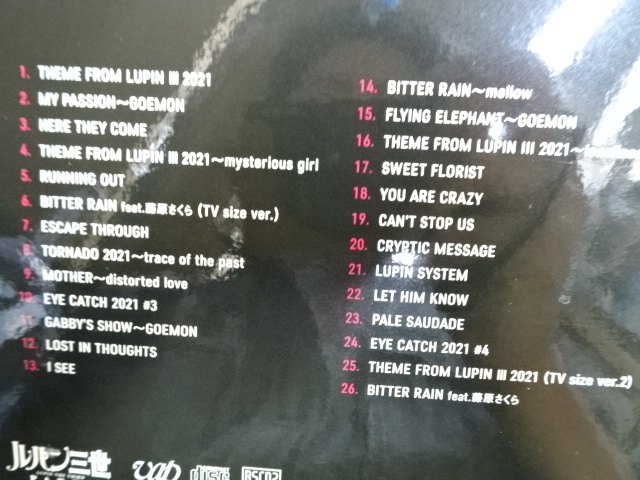 1. THEME FROM LUPIN III 2021
2. MY PASSION~GOEMON
3. HERE THEY COME
4. THEME FROM LUPIN III 2021~mysterious girl
5. RUNNING OUT
6. BITTER RAIN feat.藤原さくら (TV size ver.)
7. ESCAPE THROUGH
8. TORNADO 2021~trace of the past
9. MOTHER~distorted love
10. EYE CATCH 2021 #3
11. GABBY'S SHOW~GOEMON
12. LOST IN THOUGHTS
13. I SEE
14. BITTER RAIN~mellow
15. FLYING ELEPHANT~GOEMON
16. THEME FROM LUPIN III 2021~
17. SWEET FLORIST
18. YOU ARE CRAZY
19. CAN'T STOP US
20. CRYPTIC MESSAGE
21. LUPIN SYSTEM
22. LET HIM KNOW
23. PALE SAUDADE
24. EYE CATCH 2021 #4
25. THEME FROM LUPIN III 2021 (TV size ver.2)
26. BITTER RAIN feat.藤原さくら
ルパン三世
vap
disc
BSCD2